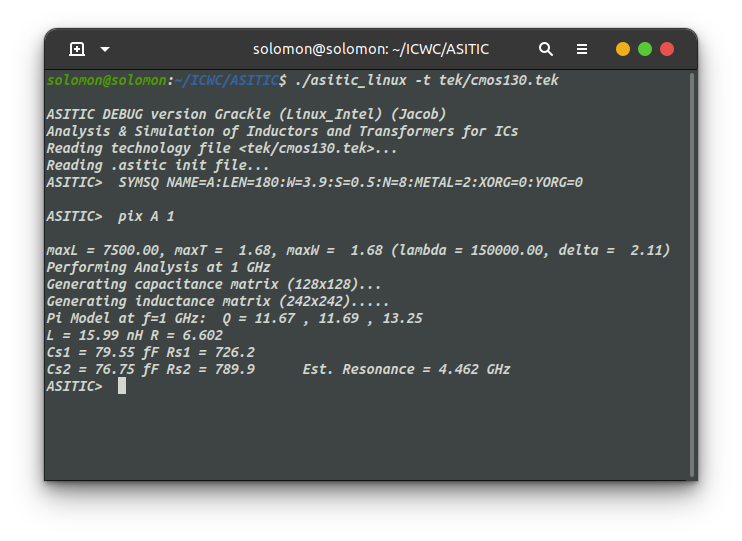 solomon@solomon: ~/ICWC/ASITIC
solomon@solomon:~/ICWC/ASITIC$ ./asitic_linux -t tek/cmos130.tek
ASITIC DEBUG version Grackle (Linux_Intel) (Jacob)
Analysis & Simulation of Inductors and Transformers for ICs
Reading technology file <tek/cmos130.tek>...
Reading .asitic init file...
ASITIC>  SYMSQ NAME=A:LEN=180:W=3.9:S=0.5:N=8:METAL=2:XORG=0:YORG=0
ASITIC>  pix A 1
maxL = 7500.00, maxT =  1.68, maxW =  1.68 (lambda = 150000.00, delta =  2.11)
Performing Analysis at 1 GHz
Generating capacitance matrix (128x128)...
Generating inductance matrix (242x242).....
Pi Model at f=1 GHz:  Q = 11.67 , 11.69 , 13.25
L = 15.99 nH R = 6.602
Cs1 = 79.55 fF Rs1 = 726.2
Cs2 = 76.75 fF Rs2 = 789.9      Est. Resonance = 4.462 GHz
ASITIC>